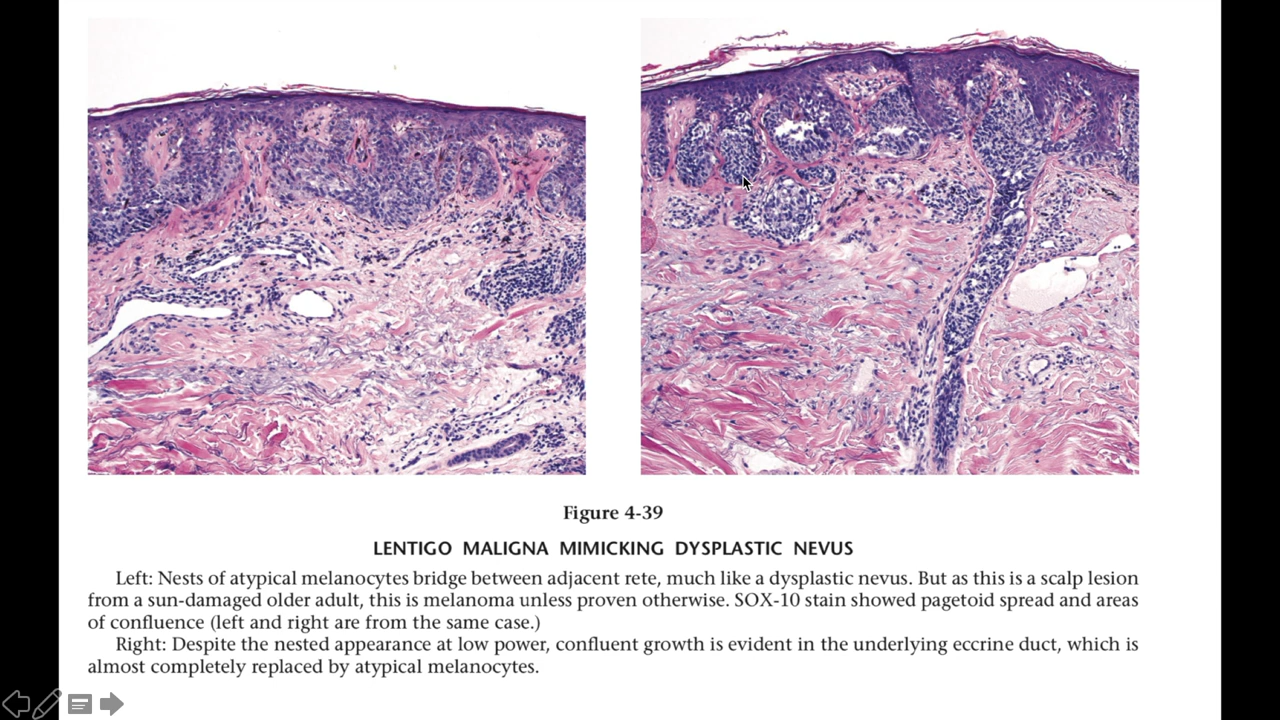 Figure 4-39
LENTIGO MALIGNA MIMICKING DYSPLASTIC NEVUS
Left: Nests of atypical melanocytes bridge between adjacent rete, much like a dysplastic nevus. But as this is a scalp lesion
from a sun-damaged older adult, this is melanoma unless proven otherwise. SOX-10 stain showed pagetoid spread and areas
of confluence (left and right are from the same case.)
Right: Despite the nested appearance at low power, confluent growth is evident in the underlying eccrine duct, which is
almost completely replaced by atypical melanocytes.